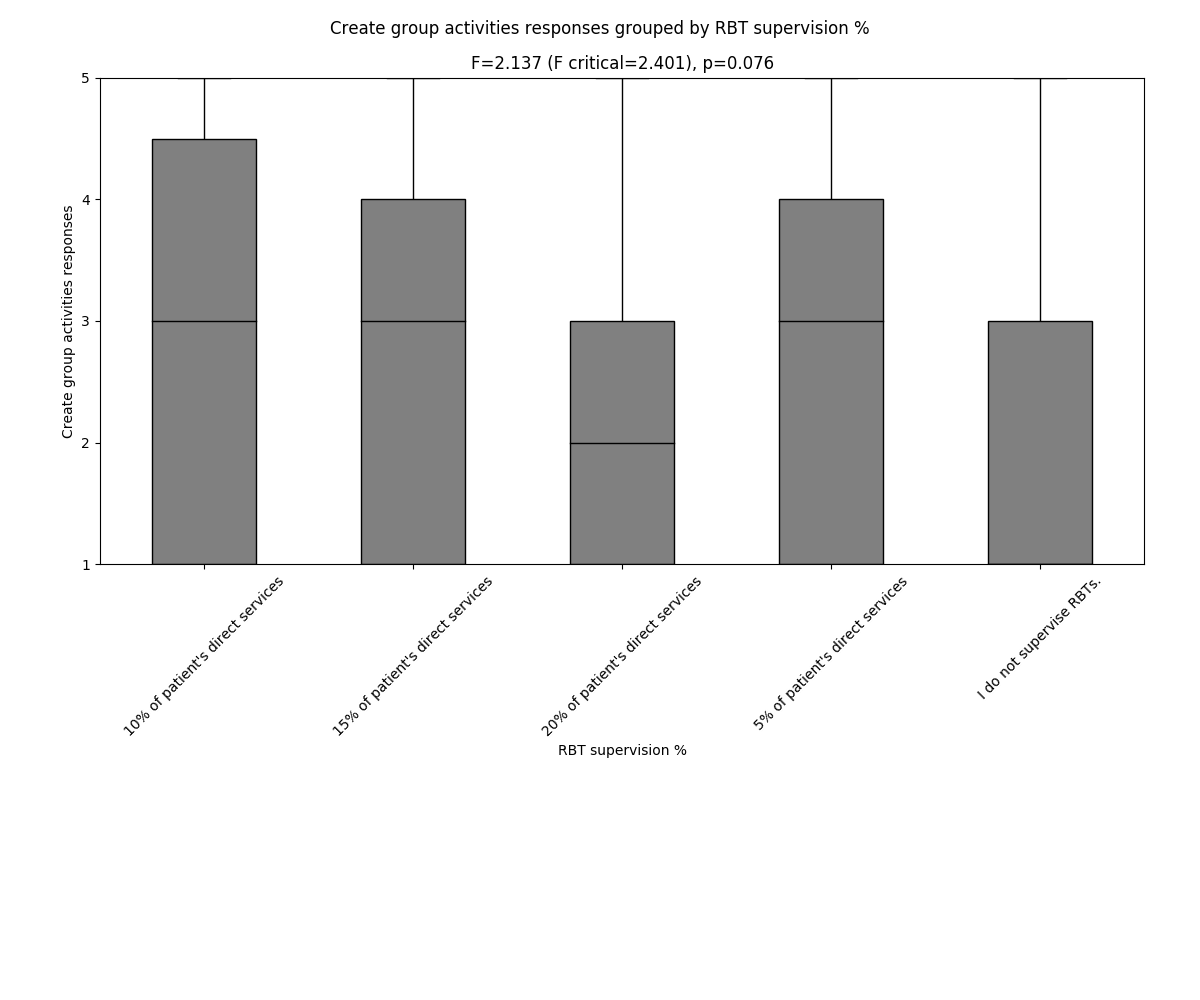 Create group activities responses grouped by RBT supervision %
F=2.137 (F critical=2.401), p=0.076
Create group activities responses
5
4
3
2
1
10% of patient's direct services
15% of patient's direct services
20% of patient's direct services
5% of patient's direct services
I do not supervise RBTs.
RBT supervision %